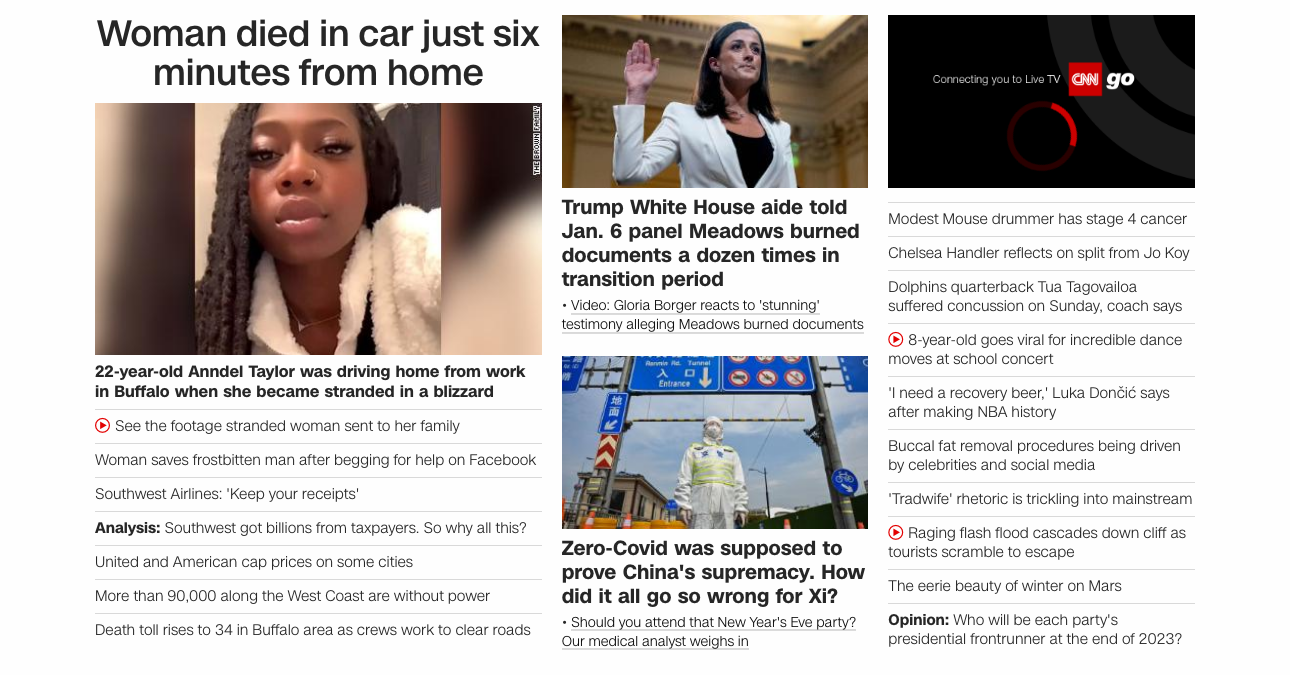 Woman died in car just six
minutes from home
THE BROWN FAMILY
22-year-old Anndel Taylor was driving home from work
in Buffalo when she became stranded in a blizzard
See the footage stranded woman sent to her family
Woman saves frostbitten man after begging for help on Facebook
Southwest Airlines: 'Keep your receipts'
Analysis: Southwest got billions from taxpayers. So why all this?
United and American cap prices on some cities
More than 90,000 along the West Coast are without power
Death toll rises to 34 in Buffalo area as crews work to clear roads
Trump White House aide told
Jan. 6 panel Meadows burned
documents a dozen times in
transition period
• Video: Gloria Borger reacts to 'stunning'
testimony alleging Meadows burned documents
Renmin Rd. Tunnel
入口
Entrance
地面
Zero-Covid was supposed to
prove China's supremacy. How
did it all go so wrong for Xi?
• Should you attend that New Year's Eve party?
Our medical analyst weighs in
Connecting you to Live TV CNN go
Modest Mouse drummer has stage 4 cancer
Chelsea Handler reflects on split from Jo Koy
Dolphins quarterback Tua Tagovailoa
suffered concussion on Sunday, coach says
8-year-old goes viral for incredible dance
moves at school concert
'I need a recovery beer,' Luka Dončić says
after making NBA history
Buccal fat removal procedures being driven
by celebrities and social media
'Tradwife' rhetoric is trickling into mainstream
Raging flash flood cascades down cliff as
tourists scramble to escape
The eerie beauty of winter on Mars
Opinion: Who will be each party's
presidential frontrunner at the end of 2023?